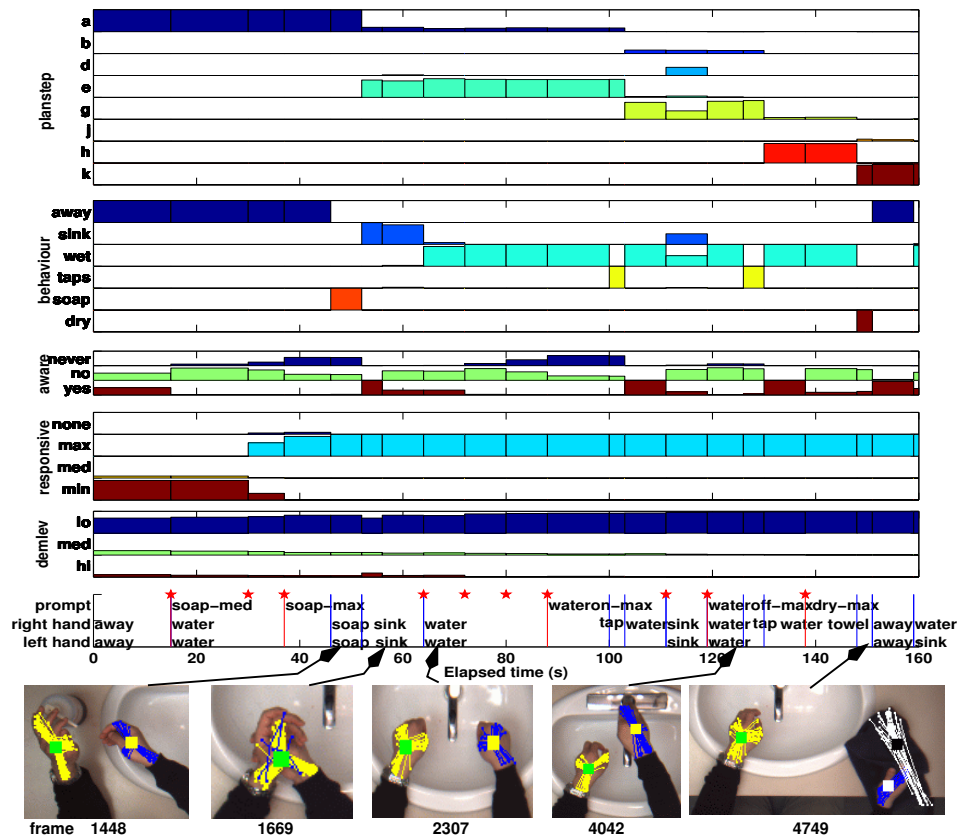 planstep
a
b
d
e
g
j
h
k
behaviour
away
sink
wet
taps
soap
dry
aware
never
no
yes
responsive
none
max
med
min
demlev
lo
med
hi
prompt soap-med soap-max wateron-max wateroff-max dry-max
right hand away water soap sink water tap water sink water tap water towel away water
left hand away water soap sink water sink water away sink
0 20 40 60 80 100 120 140 160
Elapsed time (s)
frame 1448 1669 2307 4042 4749